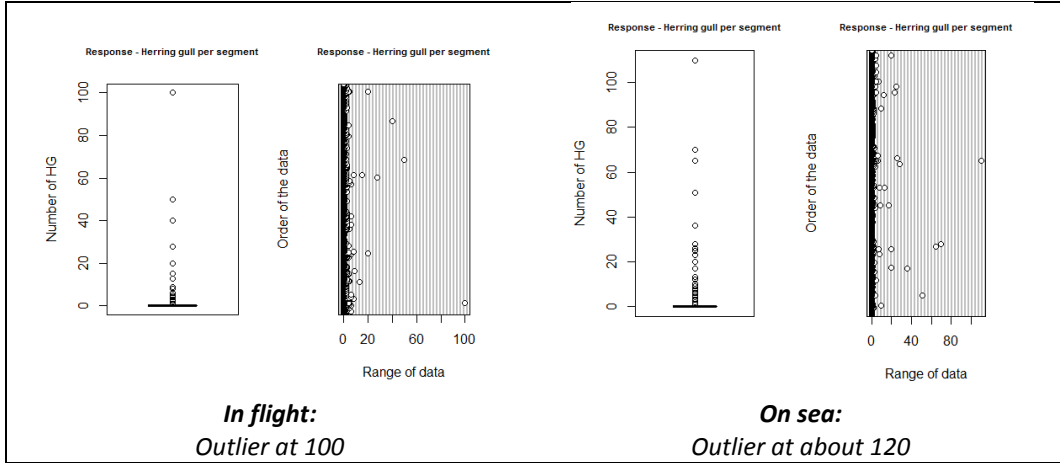 Response - Herring gull per segment
Number of HG
0 20 40 60 80 100
Response - Herring gull per segment
Order of the data
0 20 60 100
Range of data
In flight:
Outlier at 100
Response - Herring gull per segment
Number of HG
0 20 40 60 80 100
Response - Herring gull per segment
Order of the data
0 40 80
Range of data
On sea:
Outlier at about 120